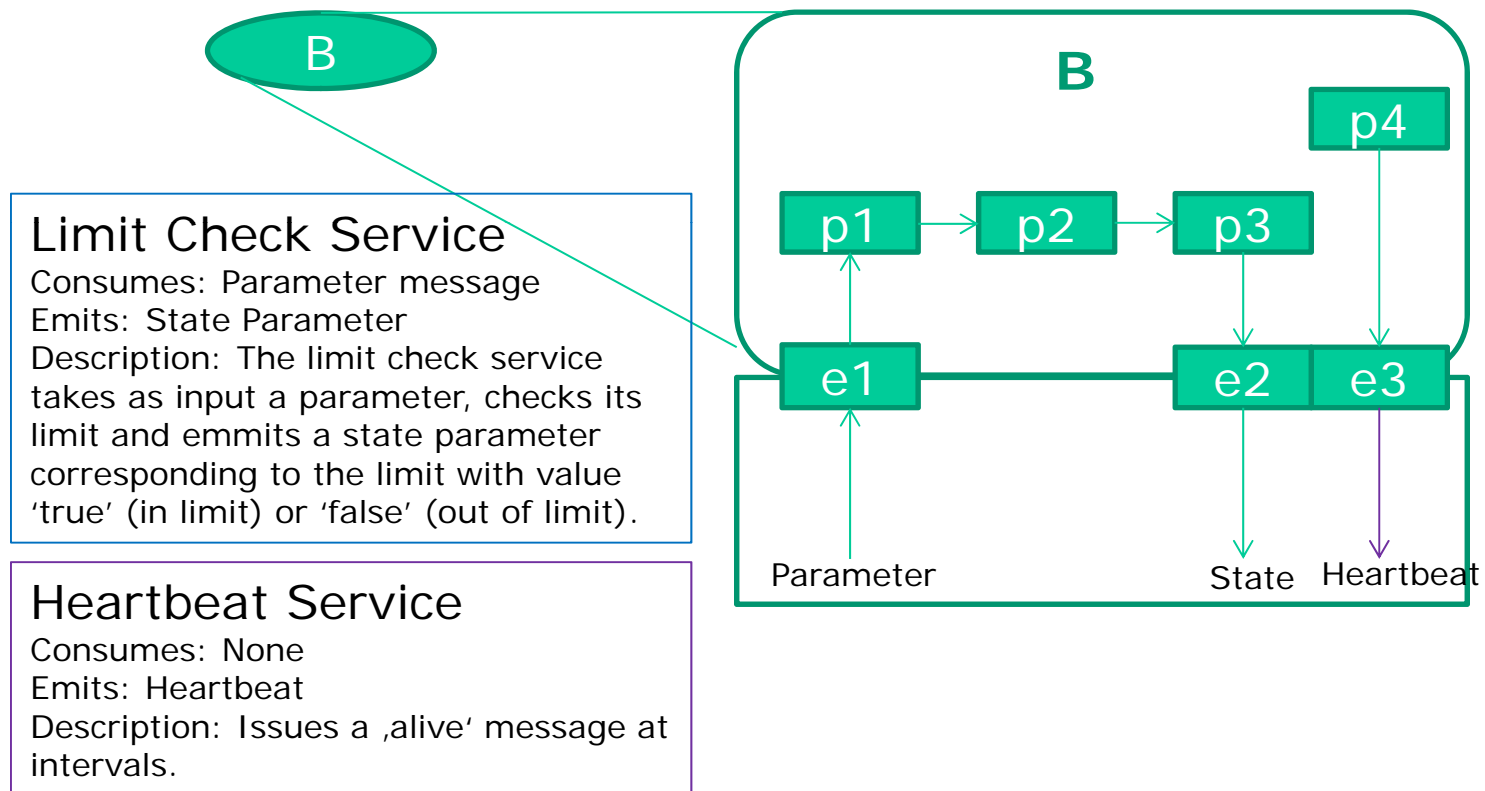 B
B
p4
p1
p2
p3
e1
e2
e3
Parameter
State
Heartbeat
Limit Check Service
Consumes: Parameter message
Emits: State Parameter
Description: The limit check service
takes as input a parameter, checks its
limit and emmits a state parameter
corresponding to the limit with value
‘true’ (in limit) or ‘false’ (out of limit).
Heartbeat Service
Consumes: None
Emits: Heartbeat
Description: Issues a ‚alive‘ message at
intervals.